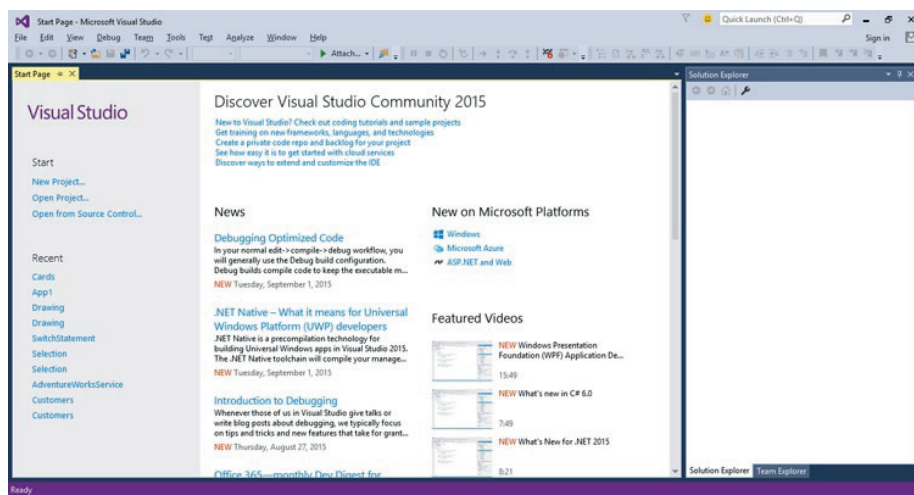 Start Page - Microsoft Visual Studio
Quick Launch (Ctrl+Q)
File Edit View Debug Team Tools Test Analyze Window Help
Sign in
Attach...
Start Page
Solution Explorer
Visual Studio
Start
New Project...
Open Project...
Open from Source Control...
Recent
Cards
App1
Drawing
Drawing
SwitchStatement
Selection
Selection
AdventureWorksService
Customers
Customers
Discover Visual Studio Community 2015
New to Visual Studio? Check out coding tutorials and sample projects
Get training on new frameworks, languages, and technologies
Create a private code repo and backlog for your project
See how easy it is to get started with cloud services
Discover ways to extend and customize the IDE
News
Debugging Optimized Code
In your normal edit->compile->debug workflow, you
will generally use the Debug build configuration.
Debug builds compile code to keep the executable m...
NEW Tuesday, September 1, 2015
.NET Native – What it means for Universal
Windows Platform (UWP) developers
.NET Native is a precompilation technology for
building Universal Windows apps in Visual Studio 2015.
The .NET Native toolchain will compile your manage...
NEW Tuesday, September 1, 2015
Introduction to Debugging
Whenever those of us in Visual Studio give talks or
write blog posts about debugging, we typically focus
on tips and tricks and new features that take for grant...
NEW Thursday, August 27, 2015
Office 365—monthly Dev Digest for
New on Microsoft Platforms
Windows
Microsoft Azure
ASP.NET and Web
Featured Videos
NEW Windows Presentation
Foundation (WPF) Application De...
15:49
NEW What's new in C# 6.0
7:49
NEW What's New for .NET 2015
8:21
Solution Explorer Team Explorer
Ready